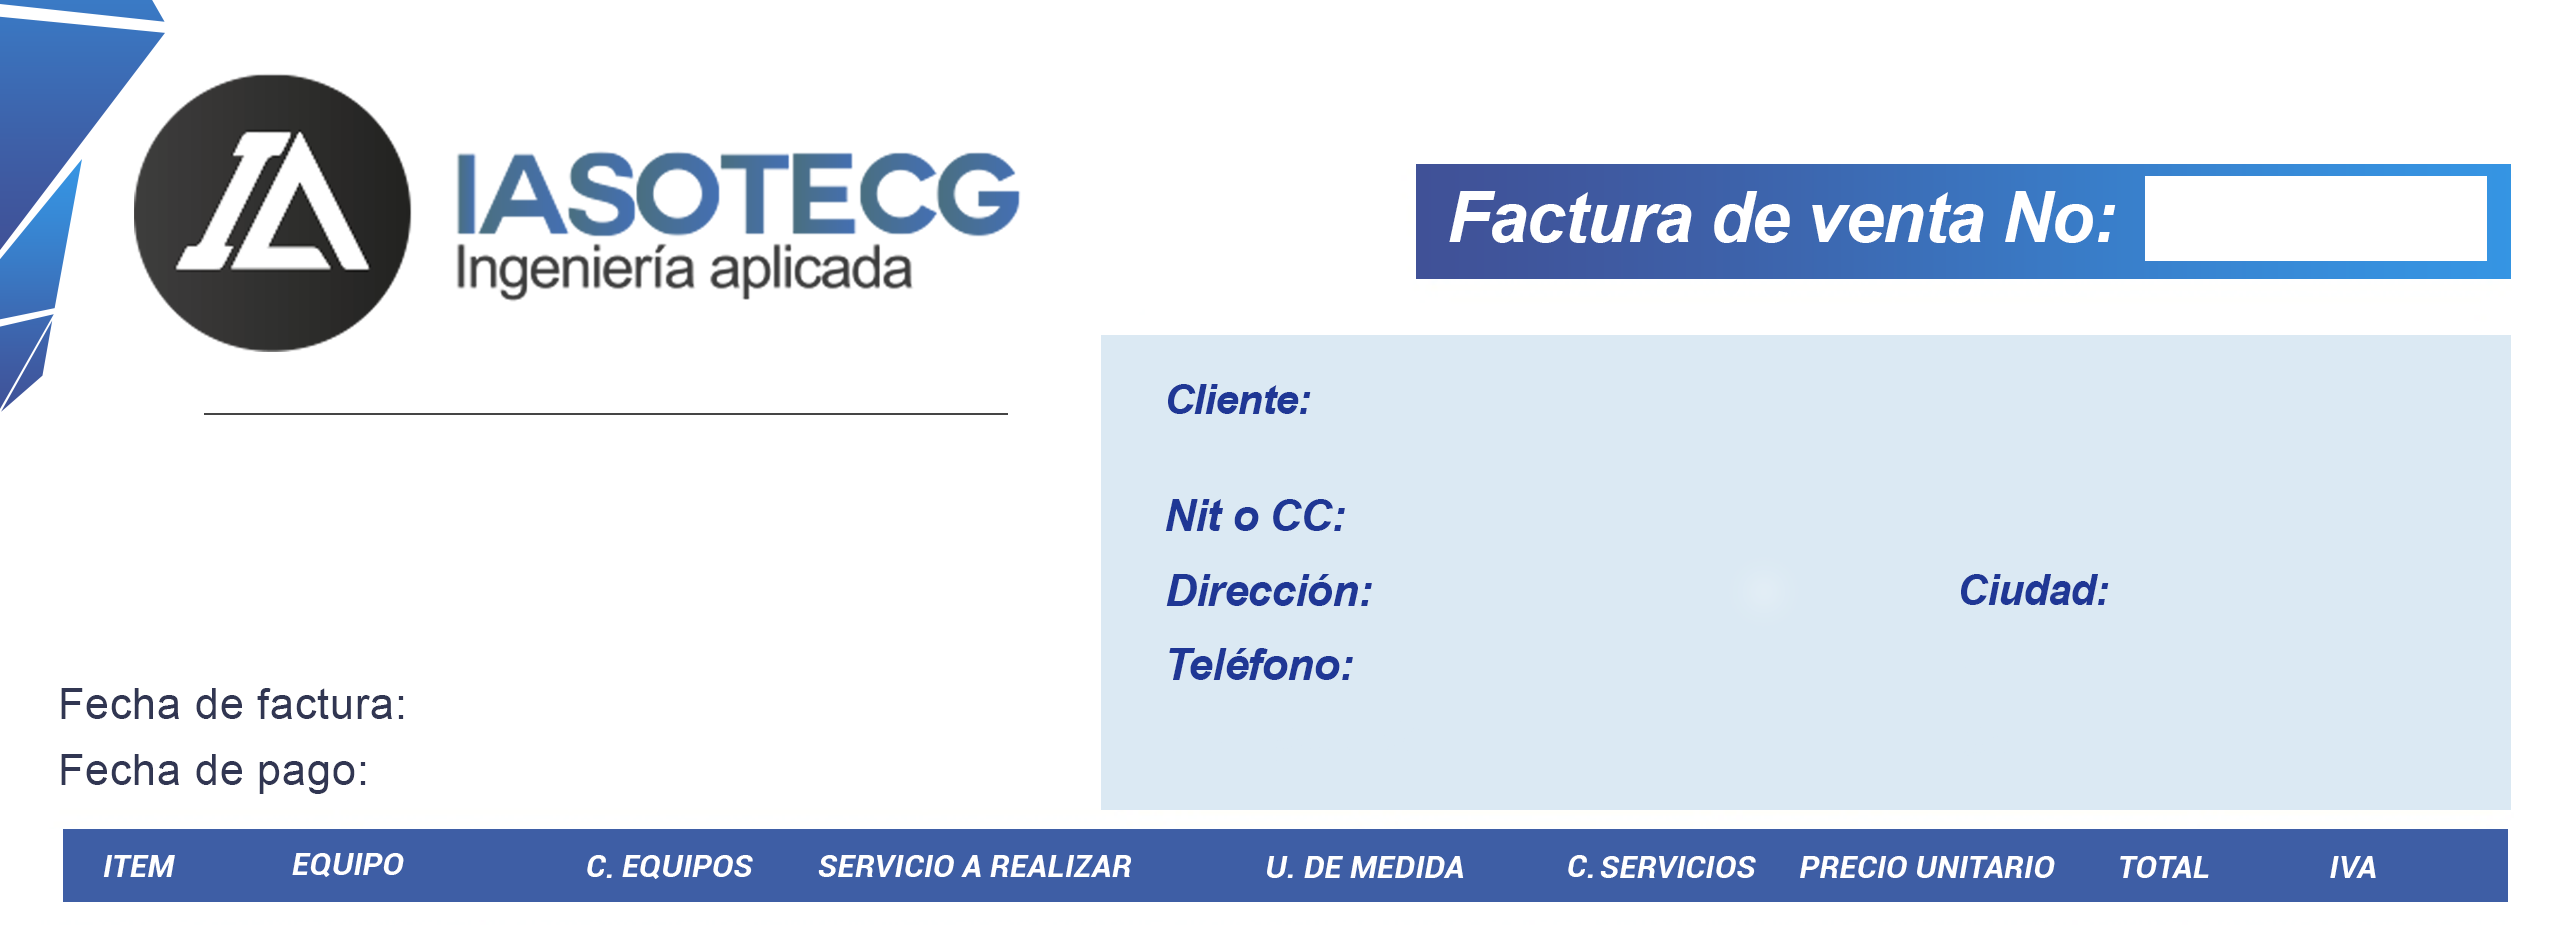 IA
IASOTECG
Ingeniería aplicada
Factura de venta No:
Cliente:
Nit o CC:
Dirección:
Ciudad:
Teléfono:
Fecha de factura:
Fecha de pago:
ITEM EQUIPO C. EQUIPOS SERVICIO A REALIZAR U. DE MEDIDA C. SERVICIOS PRECIO UNITARIO TOTAL IVA